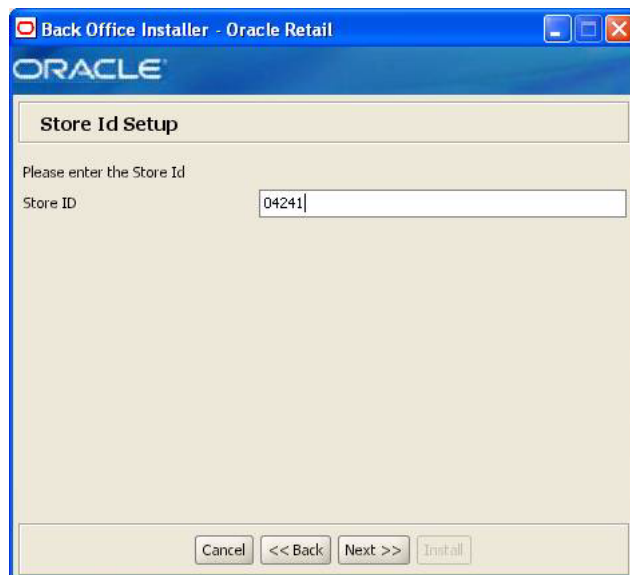 Back Office Installer - Oracle Retail
ORACLE
Store Id Setup
Please enter the Store Id
Store ID 04241
Cancel << Back Next >> Install